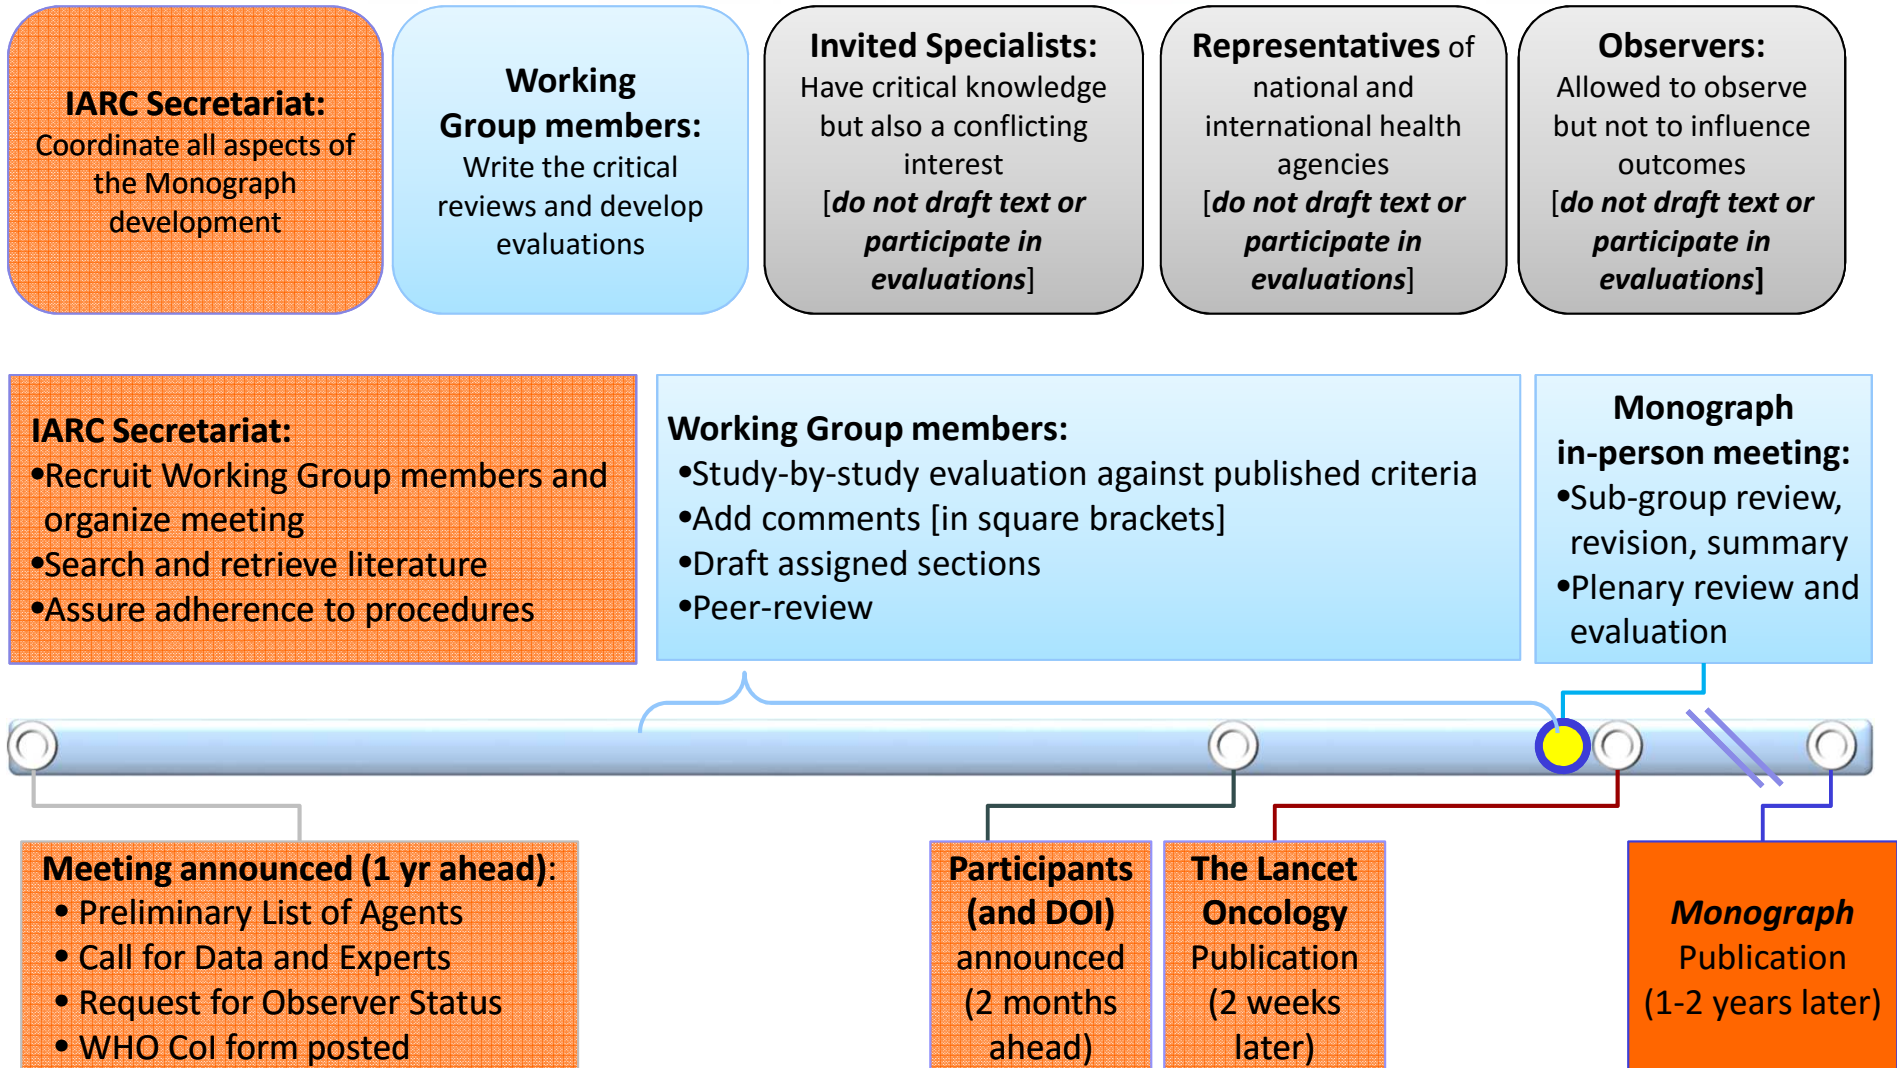 IARC Secretariat:
Coordinate all aspects of
the Monograph
development
Working
Group members:
Write the critical
reviews and develop
evaluations
Invited Specialists:
Have critical knowledge
but also a conflicting
interest
[do not draft text or
participate in
evaluations]
Representatives of
national and
international health
agencies
[do not draft text or
participate in
evaluations]
Observers:
Allowed to observe
but not to influence
outcomes
[do not draft text or
participate in
evaluations]
IARC Secretariat:
•Recruit Working Group members and
organize meeting
•Search and retrieve literature
•Assure adherence to procedures
Working Group members:
•Study-by-study evaluation against published criteria
•Add comments [in square brackets]
•Draft assigned sections
•Peer-review
Monograph
in-person meeting:
•Sub-group review,
revision, summary
•Plenary review and
evaluation
Meeting announced (1 yr ahead):
• Preliminary List of Agents
• Call for Data and Experts
• Request for Observer Status
• WHO CoI form posted
Participants
(and DOI)
announced
(2 months
ahead)
The Lancet
Oncology
Publication
(2 weeks
later)
Monograph
Publication
(1-2 years later)